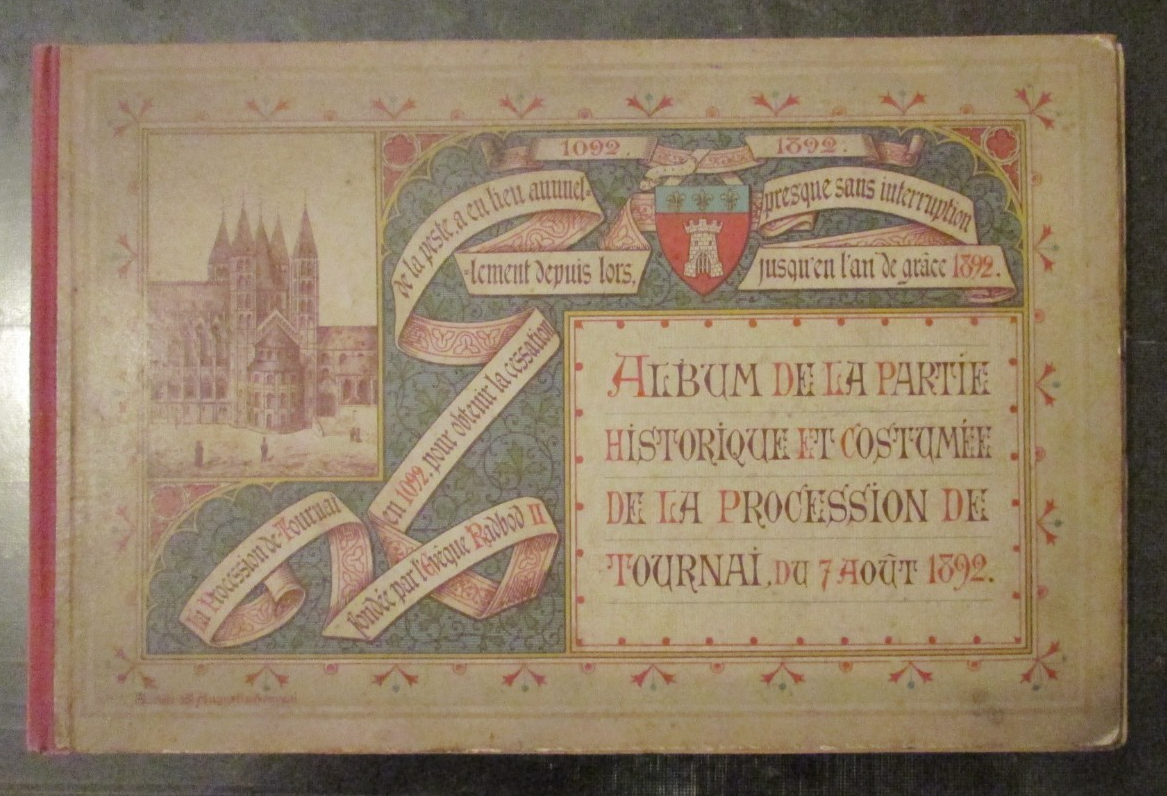 1092. 1892.
La Procession de Tournai
fondée par l'Évêque Radbod II
en 1092. pour obtenir la cessation
de la peste, a eu lieu annuel-
-lement depuis lors,
presque sans interruption
jusqu'en l'an de grâce 1892.
ALBUM DE LA PARTIE
HISTORIQUE ET COSTUMÉE
DE LA PROCESSION DE
TOURNAI, DU 7 AOÛT 1892.